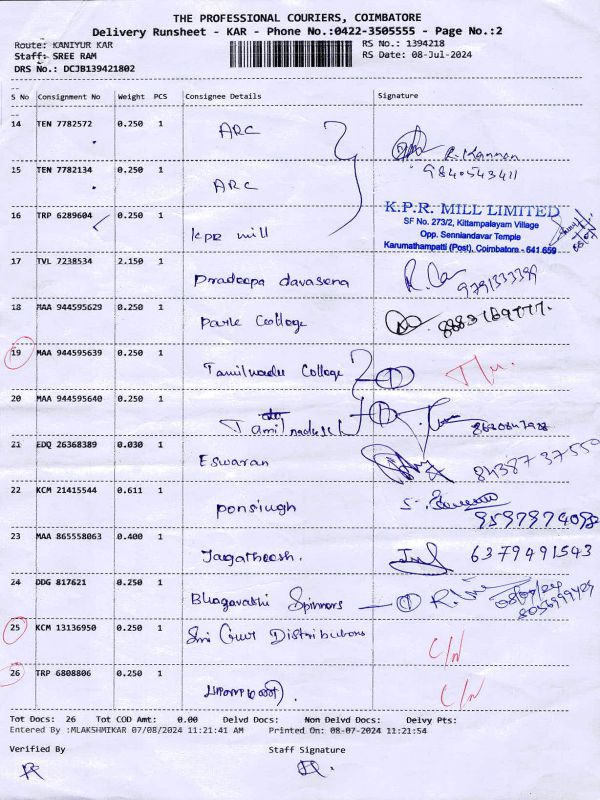 THE PROFESSIONAL COURIERS, COIMBATORE
Delivery Runsheet - KAR - Phone No.:0422-3505555 - Page No.:2
Route: KANIYUR KAR RS No.: 1394218
Staff: SREE RAM RS Date: 08-Jul-2024
DRS No.: DCJB139421802
S No Consignment No Weight PCS Consignee Details Signature
14 TEN 7782572 0.250 1 ARC R. Kannan
9840543411
15 TEN 7782134 0.250 1 ARC
16 TRP 6289604 0.250 1 kpr mill
K.P.R. MILL LIMITED
SF No. 273/2, Kittampalayam Village
Opp. Senniandavar Temple
Karumathampatti (Post), Coimbatore - 641.659
17 TVL 7238534 2.150 1 Pradeepa davasena 9791333399
18 MAA 944595629 0.250 1 Park College
19 MAA 944595639 0.250 1 Tamilnadu College 1
20 MAA 944595640 0.250 1
21 EDQ 26368389 0.030 1 Eswaran 84387 37550
22 KCM 21415544 0.611 1 ponsingh
23 MAA 865558063 0.400 1 Jagatheesh. 6379491543
24 DDG 817621 0.250 1 Bhagavathi Spinners 1
25 KCM 13136950 0.250 1 Sri Guru Distributions C/N
26 TRP 6808806 0.250 1 C/N
Tot Docs: 26 Tot COD Amt: 0.00 Delvd Docs: Non Delvd Docs: Delvy Pts:
Entered By :MLAKSHMIKAR 07/08/2024 11:21:41 AM Printed On: 08-07-2024 11:21:54
Verified By Staff Signature